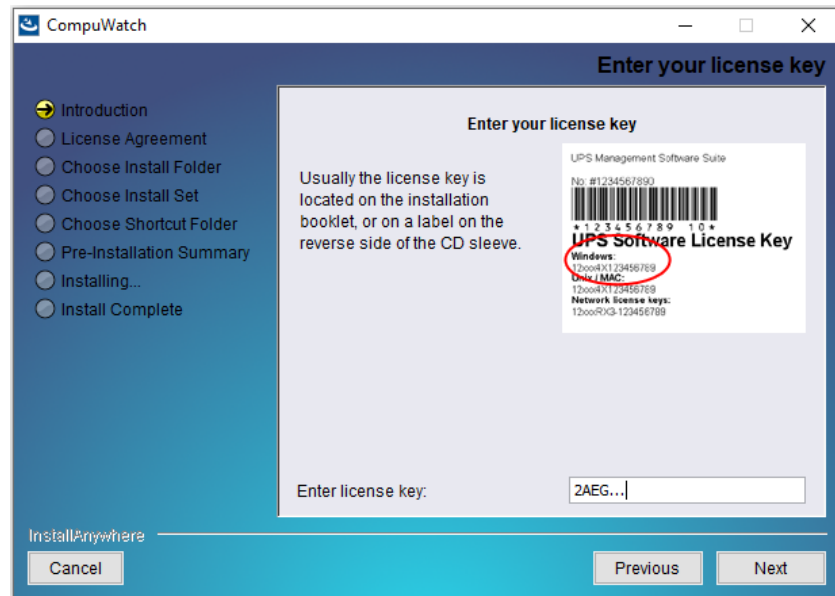 CompuWatch
Enter your license key
Introduction
License Agreement
Choose Install Folder
Choose Install Set
Choose Shortcut Folder
Pre-Installation Summary
Installing...
Install Complete
Enter your license key
Usually the license key is
located on the installation
booklet, or on a label on the
reverse side of the CD sleeve.
UPS Management Software Suite
No: #1234567890
*123456789 10*
UPS Software License Key
Windows:
12xxx4X123456789
Unix / MAC:
12xxx4X123456789
Network license keys:
12xxxRX3-123456789
Enter license key:
2AEG...
InstallAnywhere
Cancel
Previous
Next